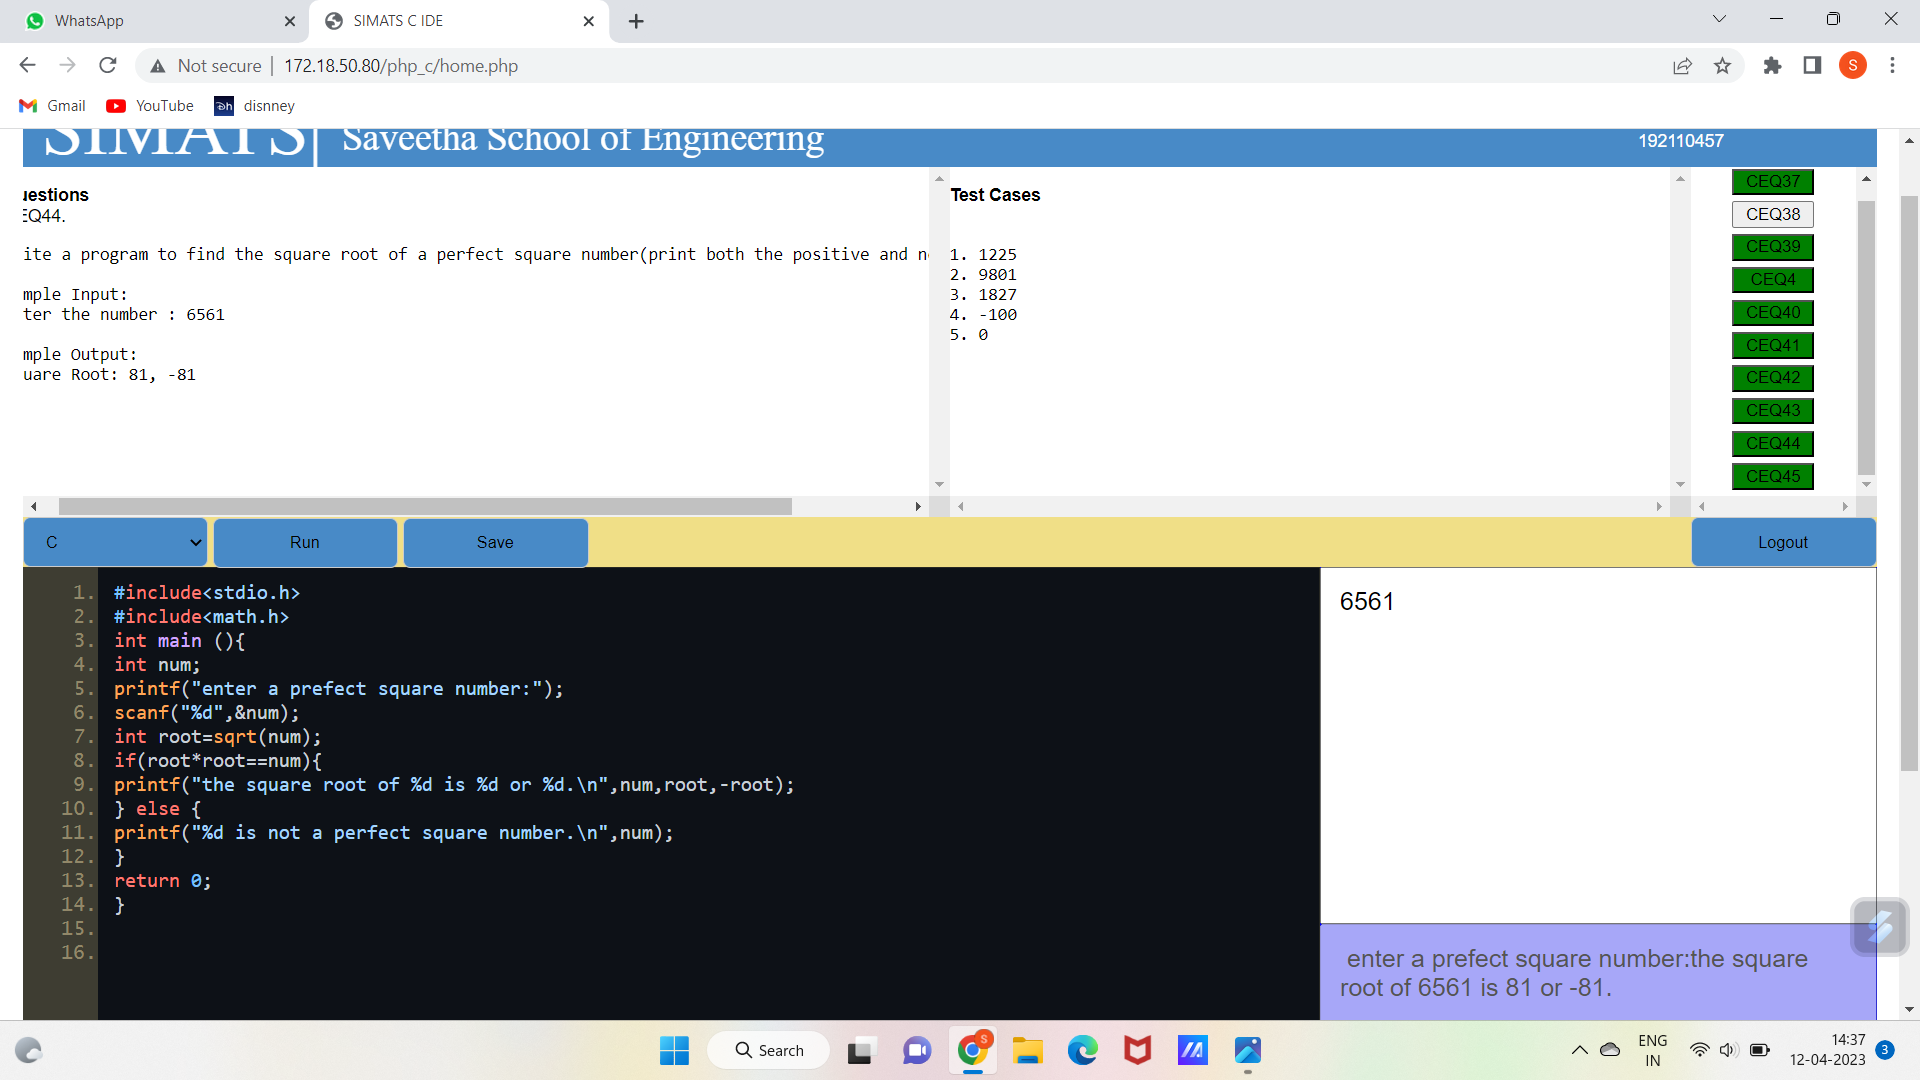 WhatsApp
SIMATS C IDE
Not secure
172.18.50.80/php_c/home.php
S
Gmail
YouTube
disnney
SIMATS
Saveetha School of Engineering
192110457
uestions
EQ44.
ite a program to find the square root of a perfect square number(print both the positive and n
mple Input:
ter the number : 6561
mple Output:
uare Root: 81, -81
Test Cases
1. 1225
2. 9801
3. 1827
4. -100
5. 0
CEQ37
CEQ38
CEQ39
CEQ4
CEQ40
CEQ41
CEQ42
CEQ43
CEQ44
CEQ45
C
Run
Save
Logout
1. #include<stdio.h>
2. #include<math.h>
3. int main (){
4. int num;
5. printf("enter a prefect square number:");
6. scanf("%d",&num);
7. int root=sqrt(num);
8. if(root*root==num){
9. printf("the square root of %d is %d or %d.\n",num,root,-root);
10. } else {
11. printf("%d is not a perfect square number.\n",num);
12. }
13. return 0;
14. }
15.
16.
6561
enter a prefect square number:the square
root of 6561 is 81 or -81.
Search
S
ENG
IN
14:37
12-04-2023
3